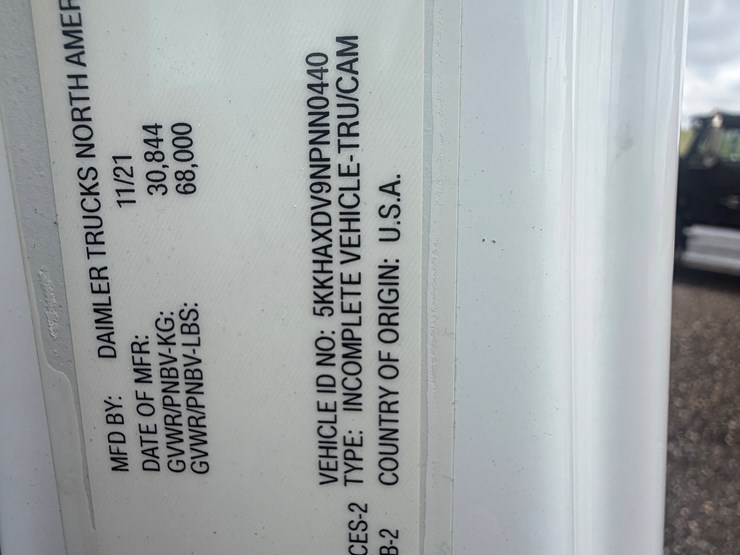 MFD BY: DAIMLER TRUCKS NORTH AMER
DATE OF MFR: 11/21
GVWR/PNBV-KG: 30,844
GVWR/PNBV-LBS: 68,000
VEHICLE ID NO: 5KKHAXDV9NPNN0440
CES-2 TYPE: INCOMPLETE VEHICLE-TRU/CAM
B-2 COUNTRY OF ORIGIN: U.S.A.